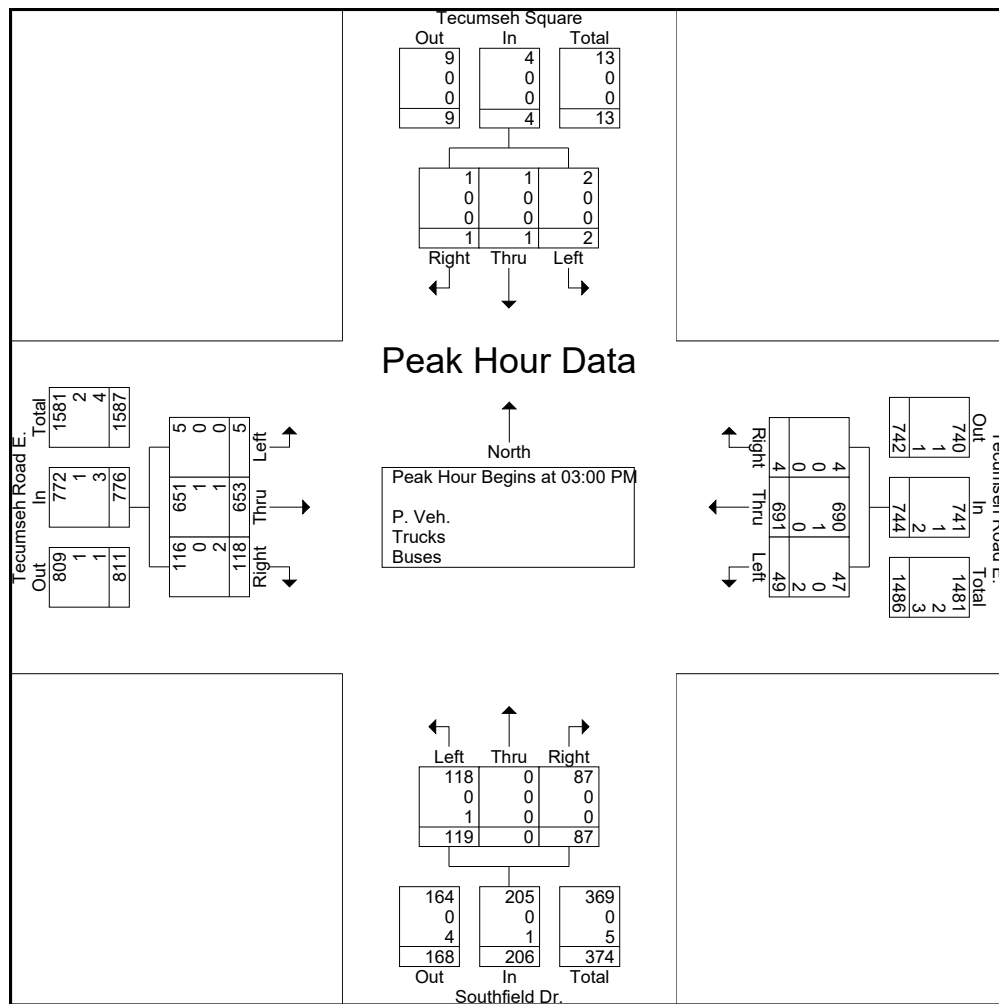 Tecumseh Square
Out In Total
9 4 13
0 0 0
0 0 0
9 4 13
1 1 2
0 0 0
0 0 0
1 1 2
Right Thru Left
Peak Hour Data
North
Peak Hour Begins at 03:00 PM
P. Veh.
Trucks
Buses
Tecumseh Road E.
Out In Total
809 772 1581
1 1 2
1 3 4
811 776 1587
Left Thru Right
5 651 116
0 1 0
0 1 2
5 653 118
Tecumseh Road E.
Out In Total
740 741 1481
1 1 2
1 2 3
742 744 1486
Right Thru Left
4 690 47
0 1 0
0 0 2
4 691 49
Left Thru Right
118 0 87
0 0 0
1 0 0
119 0 87
164 205 369
0 0 0
4 1 5
168 206 374
Out In Total
Southfield Dr.